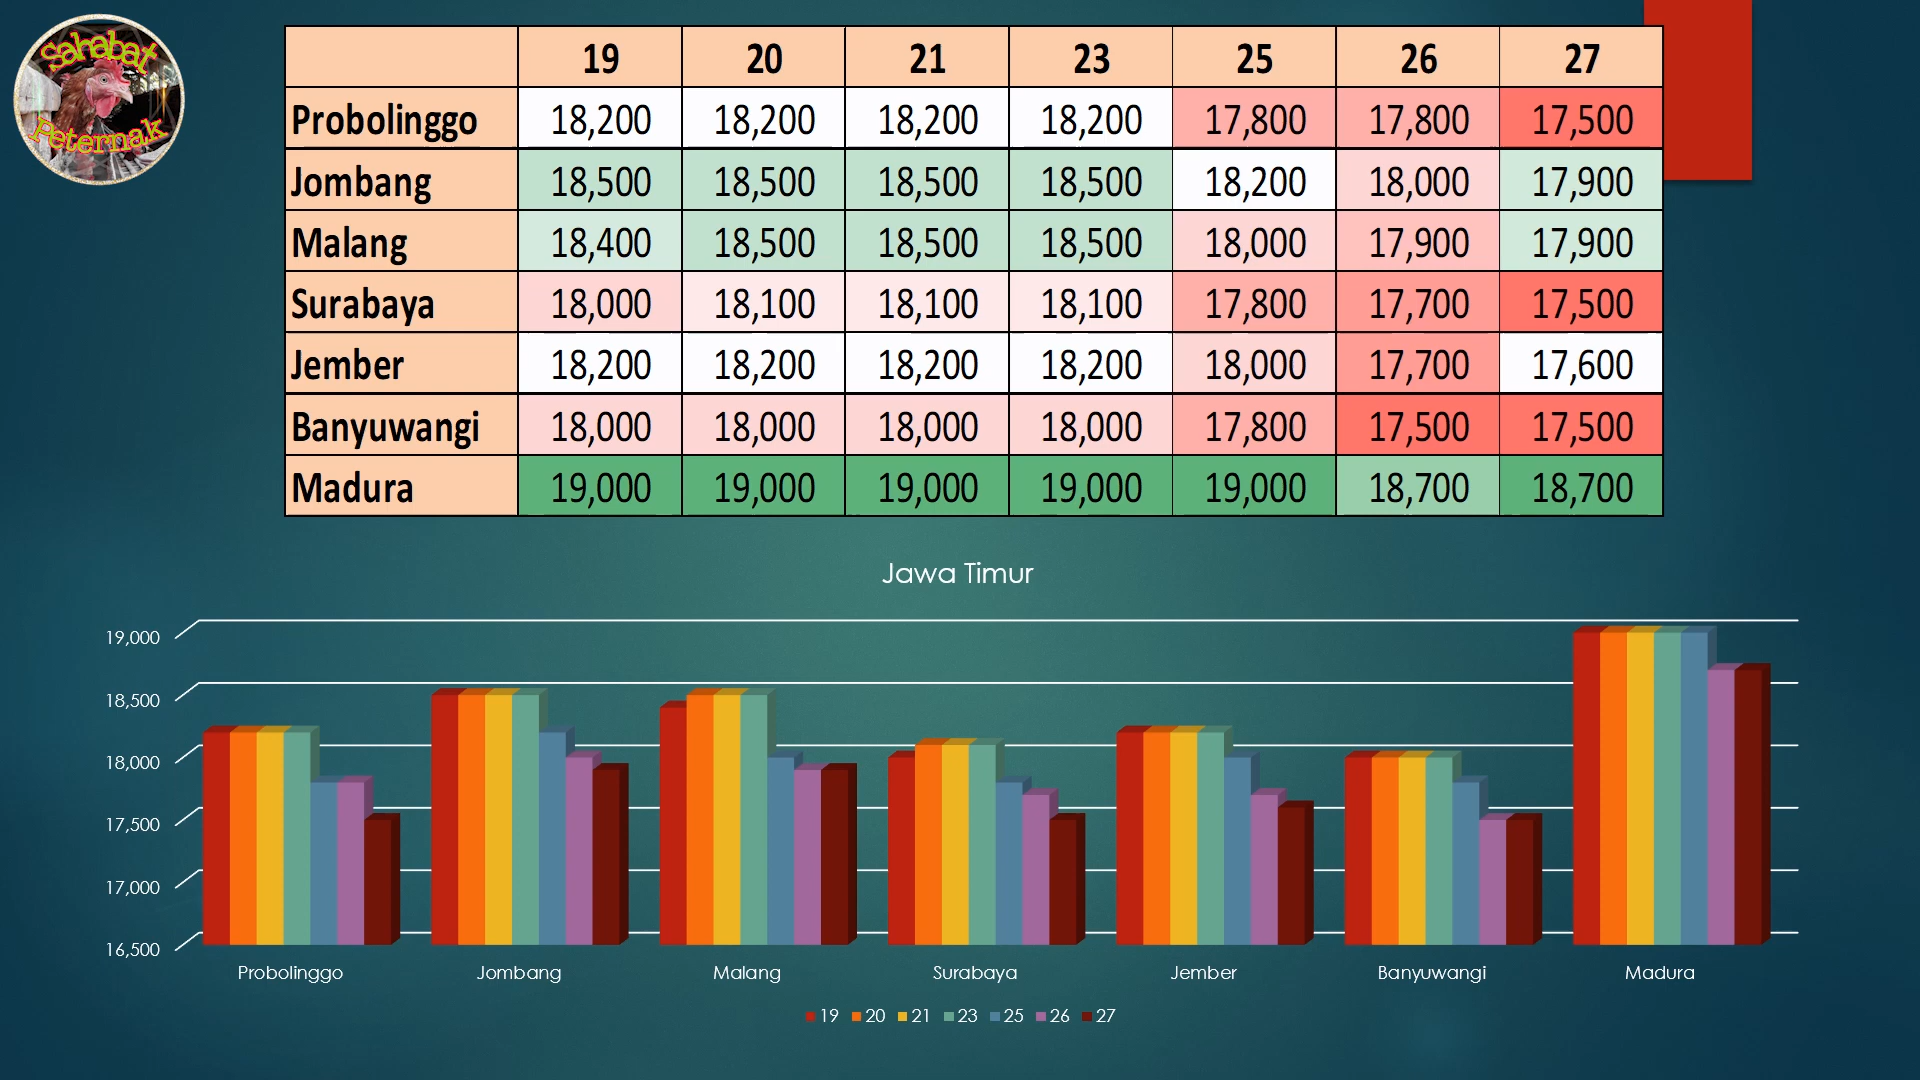 Sahabat
Peternak
19 20 21 23 25 26 27
Probolinggo 18,200 18,200 18,200 18,200 17,800 17,800 17,500
Jombang 18,500 18,500 18,500 18,500 18,200 18,000 17,900
Malang 18,400 18,500 18,500 18,500 18,000 17,900 17,900
Surabaya 18,000 18,100 18,100 18,100 17,800 17,700 17,500
Jember 18,200 18,200 18,200 18,200 18,000 17,700 17,600
Banyuwangi 18,000 18,000 18,000 18,000 17,800 17,500 17,500
Madura 19,000 19,000 19,000 19,000 19,000 18,700 18,700
Jawa Timur
19,000
18,500
18,000
17,500
17,000
16,500
Probolinggo Jombang Malang Surabaya Jember Banyuwangi Madura
19 20 21 23 25 26 27